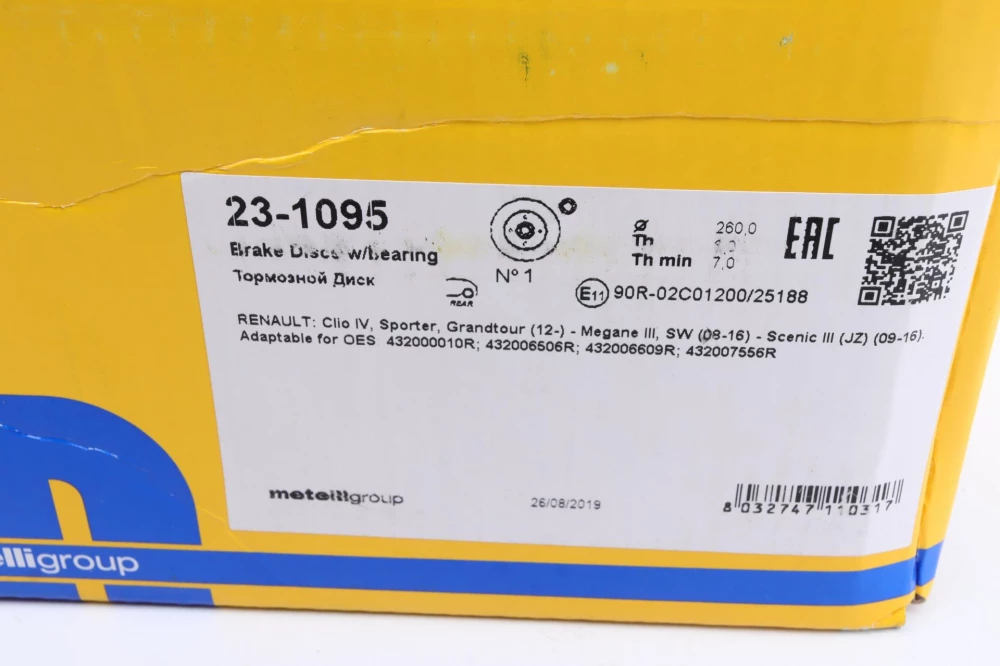 23-1095
Brake Discs w/bearing
Тормозной Диск
REAR
N° 1
Ø 260,0
Th
Th min 7,0
EAC
E11 90R-02C01200/25188
RENAULT: Clio IV, Sporter, Grandtour (12-) - Megane III, SW (08-16) - Scenic III (JZ) (09-16).
Adaptable for OES 432000010R; 432006506R; 432006609R; 432007556R
metelligroup
26/08/2019
8 032747 110317
elligroup